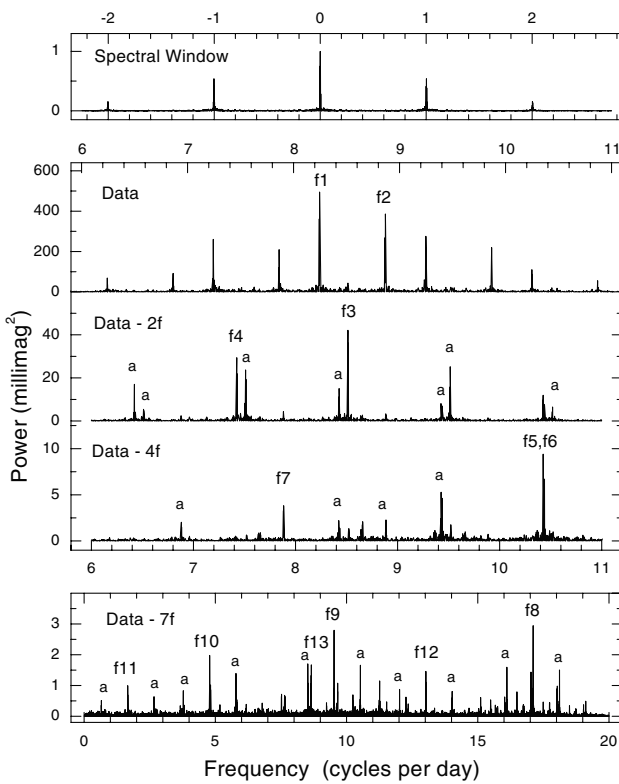 -2 -1 0 1 2
Spectral Window
1
0
6 7 8 9 10 11
600
400
200
0
Data
f1
f2
Data - 2f
40
20
0
a
a
f4
a
a
f3
a
a
a
Data - 4f
10
5
0
a
f7
a
a
a
f5,f6
6 7 8 9 10 11
Data - 7f
3
2
1
0
a
f11
a
a
f10
a
a
f13
f9
a
a
f12
a
a
f8
a
0 5 10 15 20
Power (millimag²)
Frequency (cycles per day)